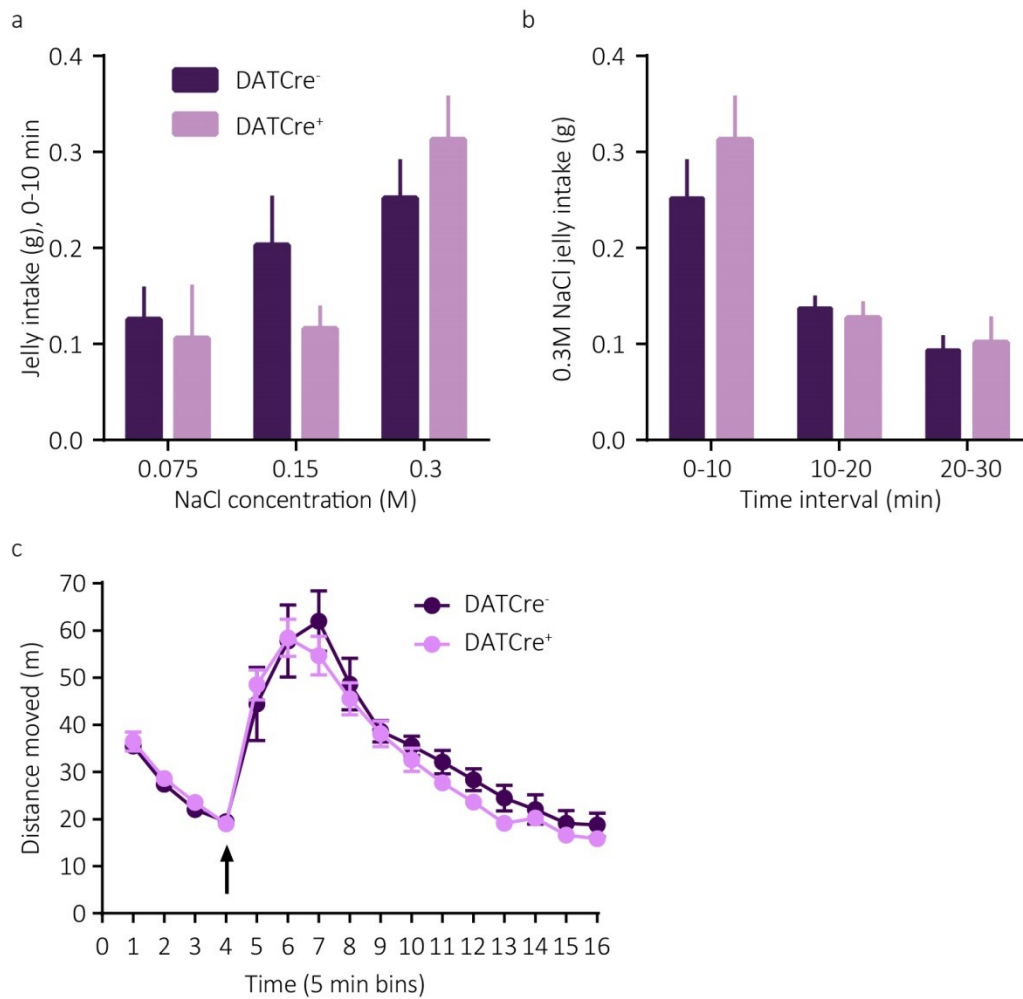 a
0.4
0.3
0.2
0.1
0.0
Jelly intake (g), 0-10 min
DATCre⁻
DATCre⁺
0.075 0.15 0.3
NaCl concentration (M)
b
0.4
0.3
0.2
0.1
0.0
0.3M NaCl jelly intake (g)
0-10 10-20 20-30
Time interval (min)
c
70
60
50
40
30
20
10
0
Distance moved (m)
DATCre⁻
DATCre⁺
0 1 2 3 4 5 6 7 8 9 10 11 12 13 14 15 16
Time (5 min bins)